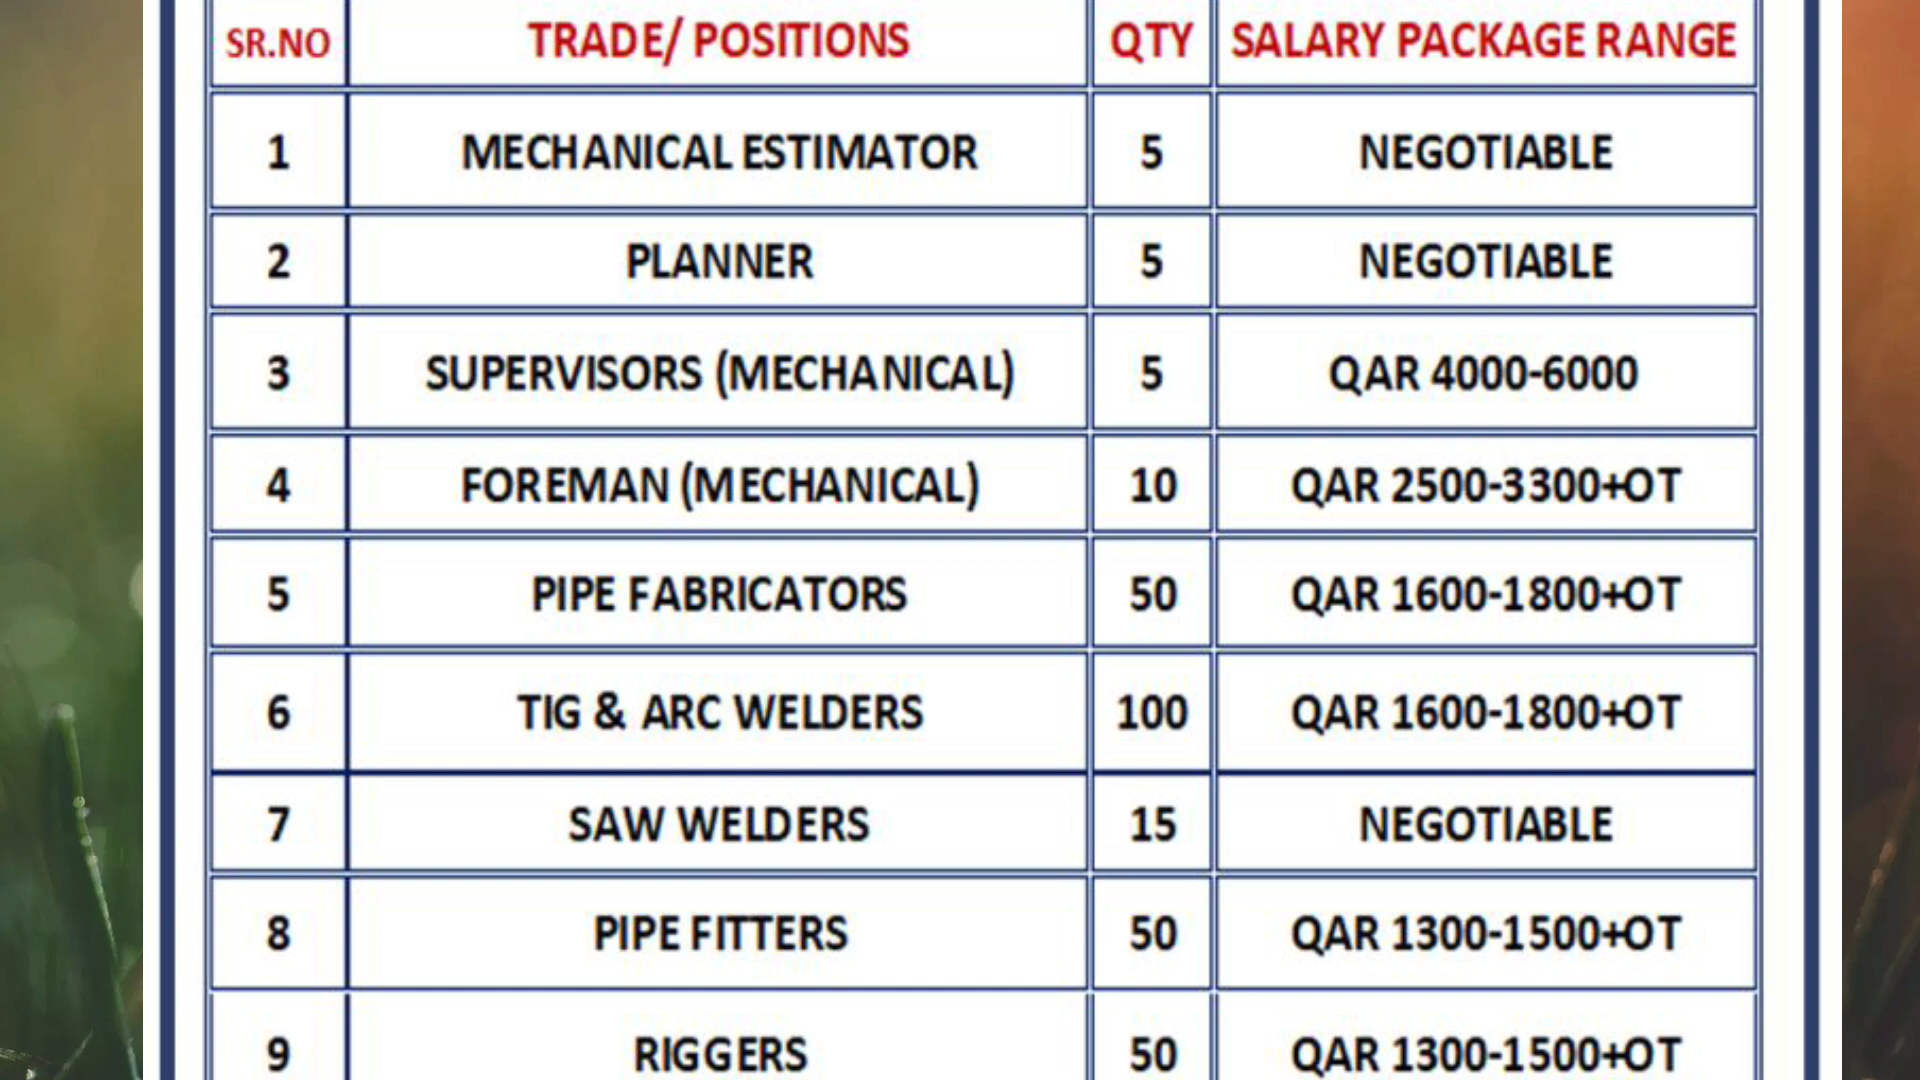 SR.NO TRADE/ POSITIONS QTY SALARY PACKAGE RANGE
1 MECHANICAL ESTIMATOR 5 NEGOTIABLE
2 PLANNER 5 NEGOTIABLE
3 SUPERVISORS (MECHANICAL) 5 QAR 4000-6000
4 FOREMAN (MECHANICAL) 10 QAR 2500-3300+OT
5 PIPE FABRICATORS 50 QAR 1600-1800+OT
6 TIG & ARC WELDERS 100 QAR 1600-1800+OT
7 SAW WELDERS 15 NEGOTIABLE
8 PIPE FITTERS 50 QAR 1300-1500+OT
9 RIGGERS 50 QAR 1300-1500+OT